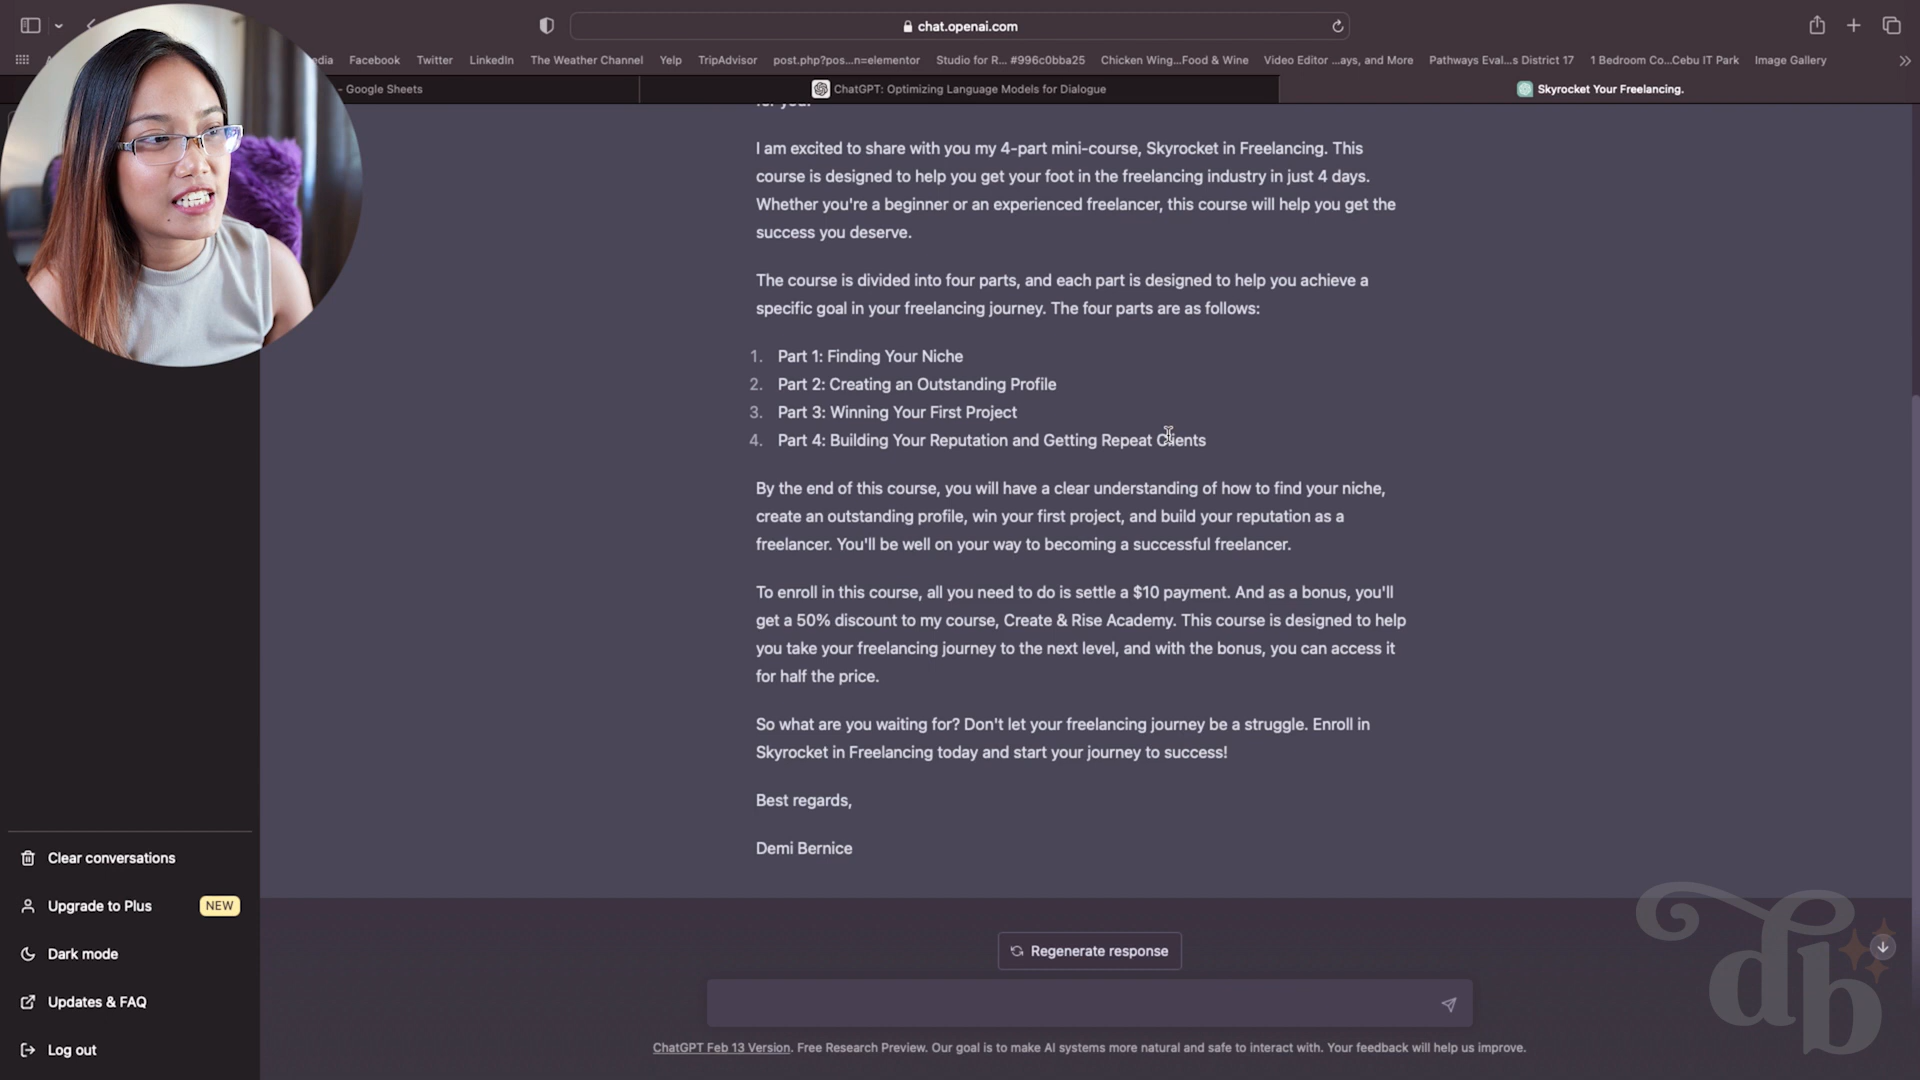 chat.openai.com
Facebook
Twitter
LinkedIn
The Weather Channel
Yelp
TripAdvisor
post.php?pos...n=elementor
Studio for R... #996c0bba25
Chicken Wing...Food & Wine
Video Editor ...ays, and More
Pathways Eval...s District 17
1 Bedroom Co...Cebu IT Park
Image Gallery
- Google Sheets
ChatGPT: Optimizing Language Models for Dialogue
Skyrocket Your Freelancing.
for you.
I am excited to share with you my 4-part mini-course, Skyrocket in Freelancing. This
course is designed to help you get your foot in the freelancing industry in just 4 days.
Whether you're a beginner or an experienced freelancer, this course will help you get the
success you deserve.
The course is divided into four parts, and each part is designed to help you achieve a
specific goal in your freelancing journey. The four parts are as follows:
1. Part 1: Finding Your Niche
2. Part 2: Creating an Outstanding Profile
3. Part 3: Winning Your First Project
4. Part 4: Building Your Reputation and Getting Repeat Clients
By the end of this course, you will have a clear understanding of how to find your niche,
create an outstanding profile, win your first project, and build your reputation as a
freelancer. You'll be well on your way to becoming a successful freelancer.
To enroll in this course, all you need to do is settle a $10 payment. And as a bonus, you'll
get a 50% discount to my course, Create & Rise Academy. This course is designed to help
you take your freelancing journey to the next level, and with the bonus, you can access it
for half the price.
So what are you waiting for? Don't let your freelancing journey be a struggle. Enroll in
Skyrocket in Freelancing today and start your journey to success!
Best regards,
Demi Bernice
Clear conversations
Upgrade to Plus NEW
Dark mode
Updates & FAQ
Log out
Regenerate response
ChatGPT Feb 13 Version. Free Research Preview. Our goal is to make AI systems more natural and safe to interact with. Your feedback will help us improve.
db